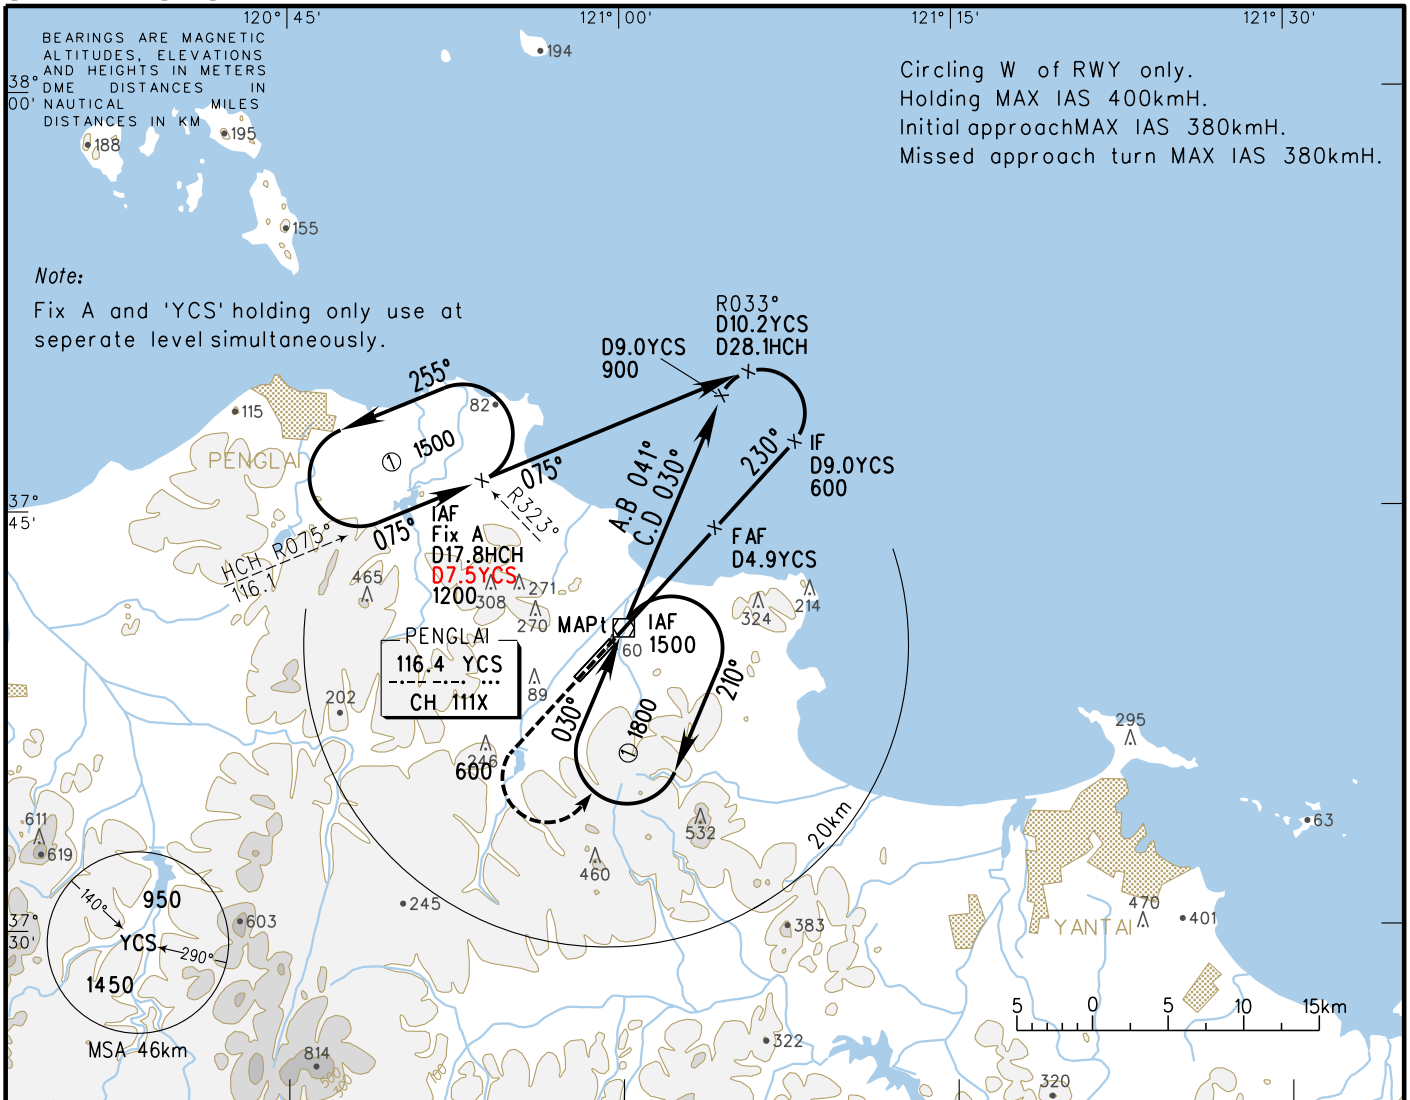 120°45'
121°00'
121°15'
121°30'
BEARINGS ARE MAGNETIC
ALTITUDES, ELEVATIONS
AND HEIGHTS IN METERS
DME DISTANCES IN
NAUTICAL MILES
DISTANCES IN KM
38°
00'
194
195
188
155
Circling W of RWY only.
Holding MAX IAS 400kmH.
Initial approachMAX IAS 380kmH.
Missed approach turn MAX IAS 380kmH.
Note:
Fix A and 'YCS' holding only use at
seperate level simultaneously.
R033°
D10.2YCS
D28.1HCH
D9.0YCS
900
255°
82
115
1 1500
PENGLAI
075°
230°
IF
D9.0YCS
600
A.B 041°
C.D 030°
R323°
37°
45'
075°
IAF
Fix A
D17.8HCH
D7.5YCS
1200
HCH R075°
116.1
FAF
D4.9YCS
465
308
271
270
324
214
MAPt
IAF
1500
60
PENGLAI
116.4 YCS
CH 111X
89
202
210°
030°
1 1800
246
600
295
20km
611
619
532
460
63
245
603
383
470
401
YANTAI
37°
30'
140°
950
YCS
290°
1450
MSA 46km
5 0 5 10 15km
322
814
500
300
100
320